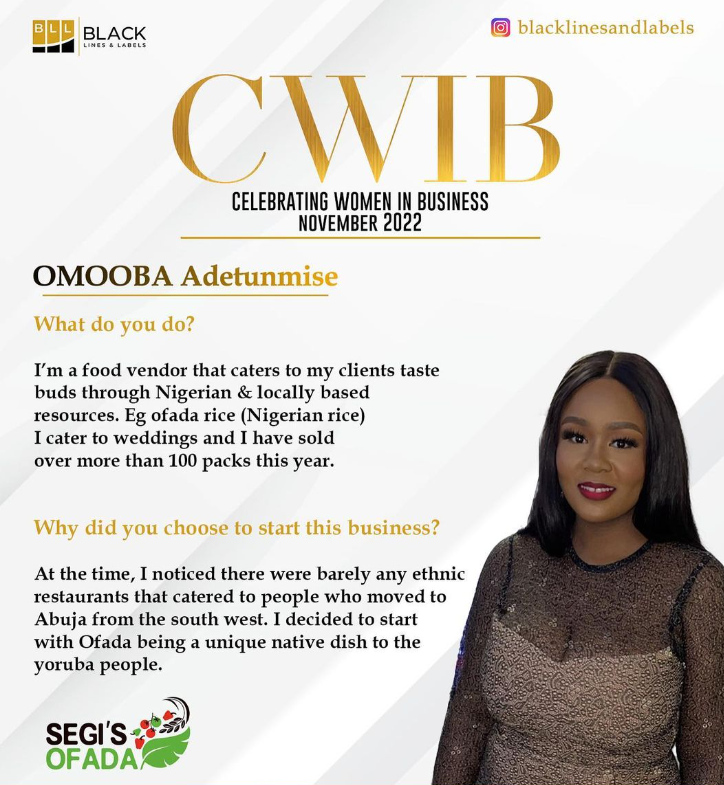 BLL
BLACK
LINES & LABELS
blacklinesandlabels
CWIB
CELEBRATING WOMEN IN BUSINESS
NOVEMBER 2022
OMOOBA Adetunmise
What do you do?
I'm a food vendor that caters to my clients taste
buds through Nigerian & locally based
resources. Eg ofada rice (Nigerian rice)
I cater to weddings and I have sold
over more than 100 packs this year.
Why did you choose to start this business?
At the time, I noticed there were barely any ethnic
restaurants that catered to people who moved to
Abuja from the south west. I decided to start
with Ofada being a unique native dish to the
yoruba people.
SEGI'S
OFADA